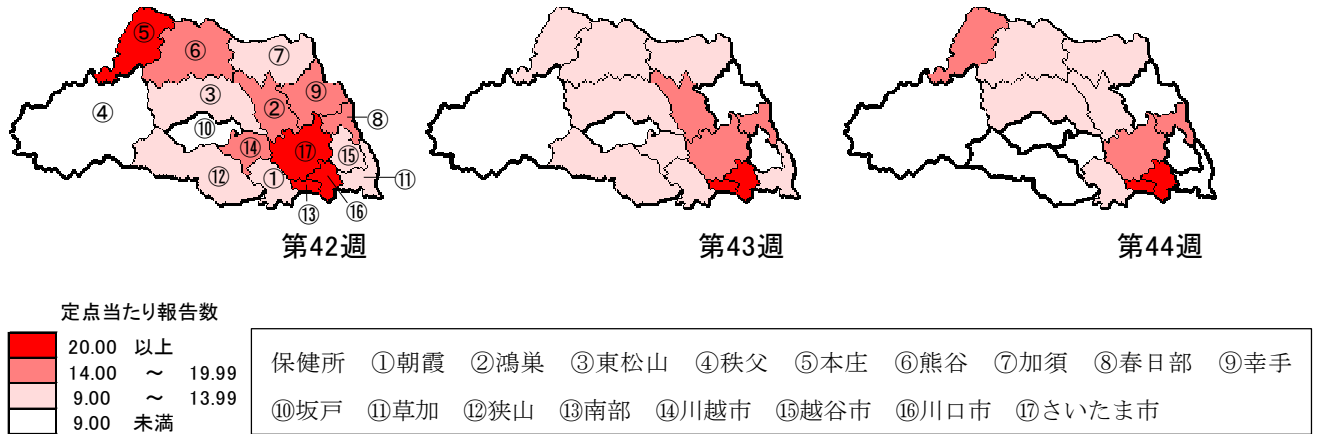 ⑤
⑥
⑦
④
③
②
⑨
⑧
⑩
⑭
⑰
⑮
⑫
①
⑪
⑬
⑯
第42週
第43週
第44週
定点当たり報告数
20.00 以上
14.00 ～ 19.99
9.00 ～ 13.99
9.00 未満
保健所 ①朝霞 ②鴻巣 ③東松山 ④秩父 ⑤本庄 ⑥熊谷 ⑦加須 ⑧春日部 ⑨幸手
⑩坂戸 ⑪草加 ⑫狭山 ⑬南部 ⑭川越市 ⑮越谷市 ⑯川口市 ⑰さいたま市